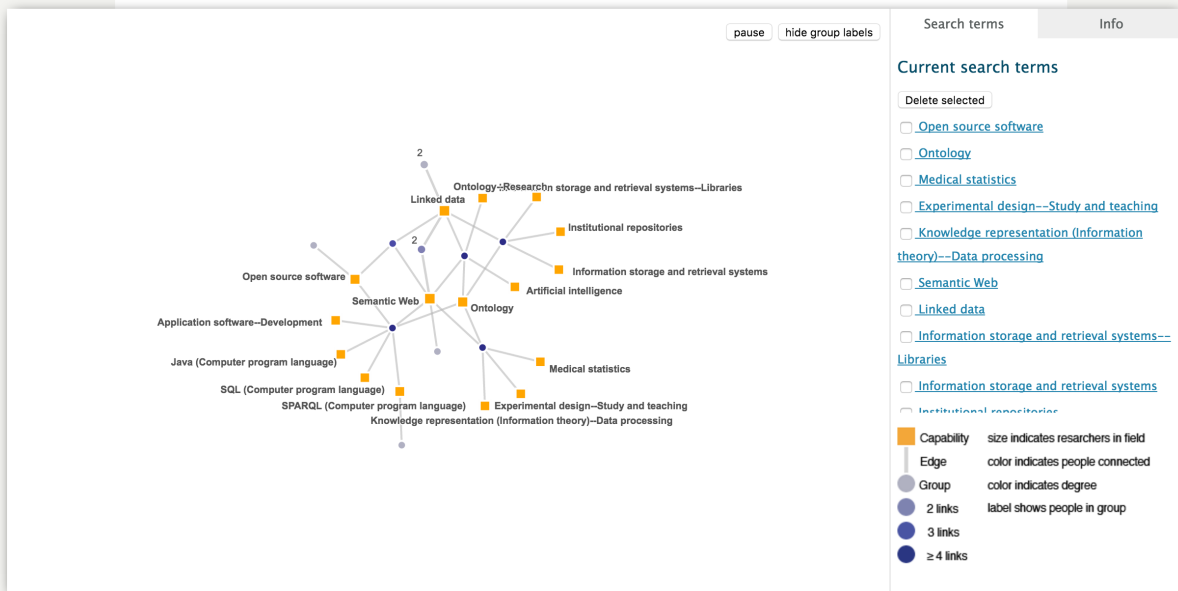 pause
hide group labels
Search terms
Info
Current search terms
Delete selected
Open source software
Ontology
Medical statistics
Experimental design--Study and teaching
Knowledge representation (Information
theory)--Data processing
Semantic Web
Linked data
Information storage and retrieval systems--
Libraries
Information storage and retrieval systems
Institutional repositories
2
Ontology--Research
n storage and retrieval systems--Libraries
Linked data
Institutional repositories
2
Information storage and retrieval systems
Open source software
Artificial intelligence
Semantic Web
Ontology
Application software--Development
Java (Computer program language)
Medical statistics
SQL (Computer program language)
SPARQL (Computer program language)
Experimental design--Study and teaching
Knowledge representation (Information theory)--Data processing
Capability size indicates resarchers in field
Edge color indicates people connected
Group color indicates degree
2 links label shows people in group
3 links
≥ 4 links